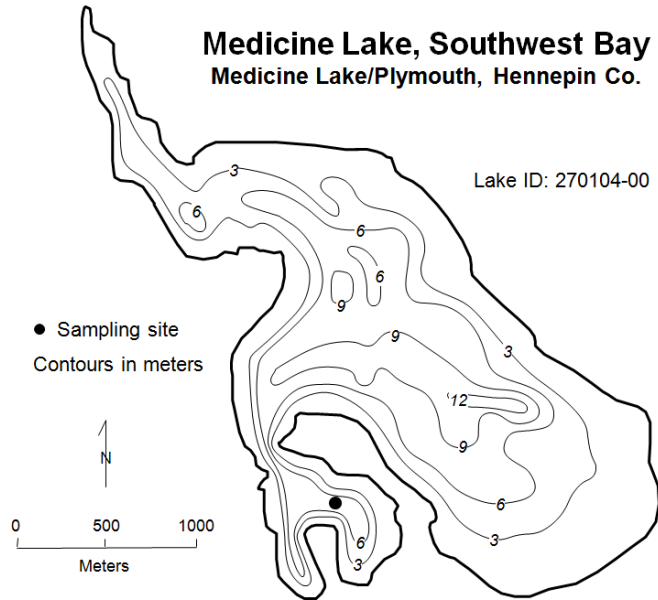 Medicine Lake, Southwest Bay
Medicine Lake/Plymouth, Hennepin Co.
3
Lake ID: 270104-00
6
6
6
9
● Sampling site
9
3
Contours in meters
12
9
N
6
0 500 1000
3
6
Meters
3